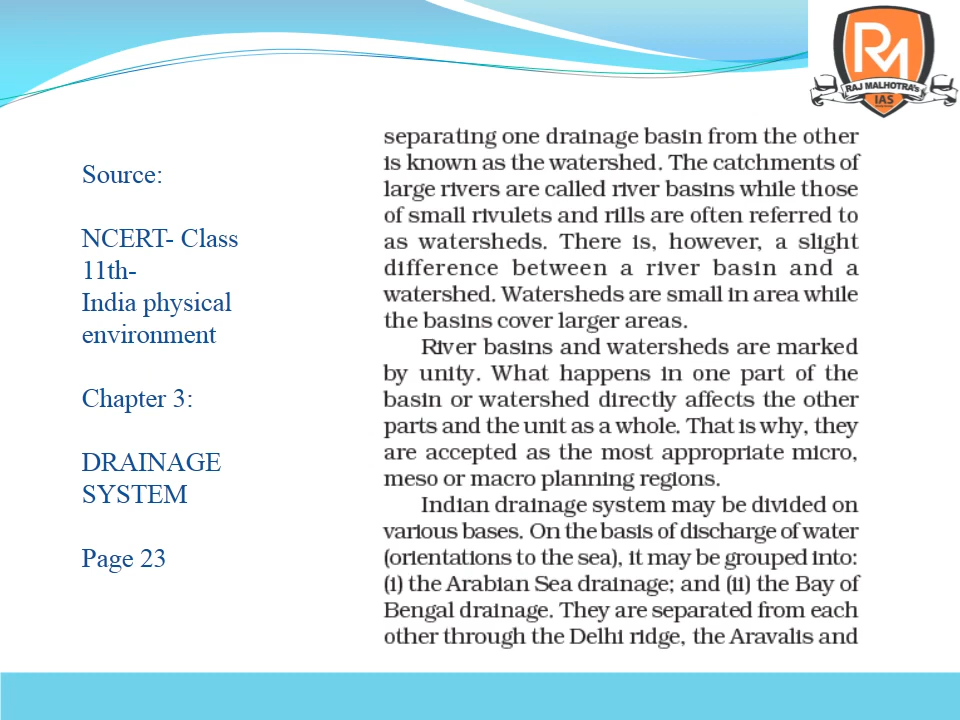 RM
RAJ MALHOTRA's
IAS
Source:
NCERT- Class
11th-
India physical
environment
Chapter 3:
DRAINAGE
SYSTEM
Page 23
separating one drainage basin from the other
is known as the watershed. The catchments of
large rivers are called river basins while those
of small rivulets and rills are often referred to
as watersheds. There is, however, a slight
difference between a river basin and a
watershed. Watersheds are small in area while
the basins cover larger areas.
River basins and watersheds are marked
by unity. What happens in one part of the
basin or watershed directly affects the other
parts and the unit as a whole. That is why, they
are accepted as the most appropriate micro,
meso or macro planning regions.
Indian drainage system may be divided on
various bases. On the basis of discharge of water
(orientations to the sea), it may be grouped into:
(i) the Arabian Sea drainage; and (ii) the Bay of
Bengal drainage. They are separated from each
other through the Delhi ridge, the Aravalis and